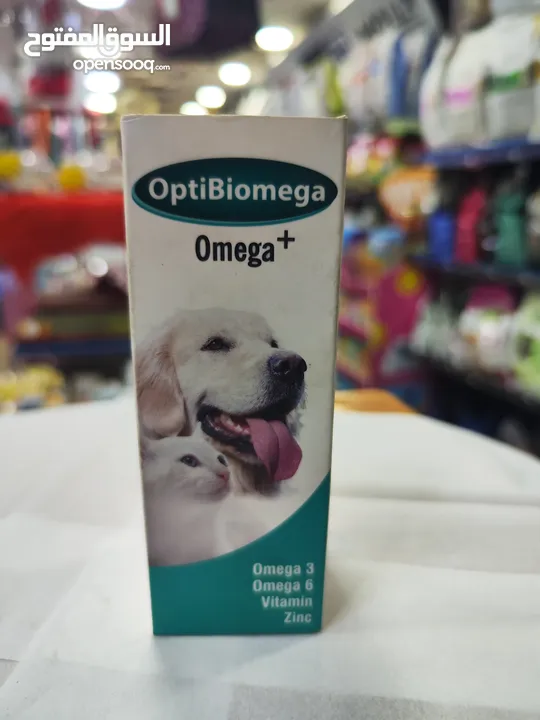 السوق المفتوح
opensooq.com
OptiBiomega
Omega+
Omega 3
Omega 6
Vitamin
Zinc